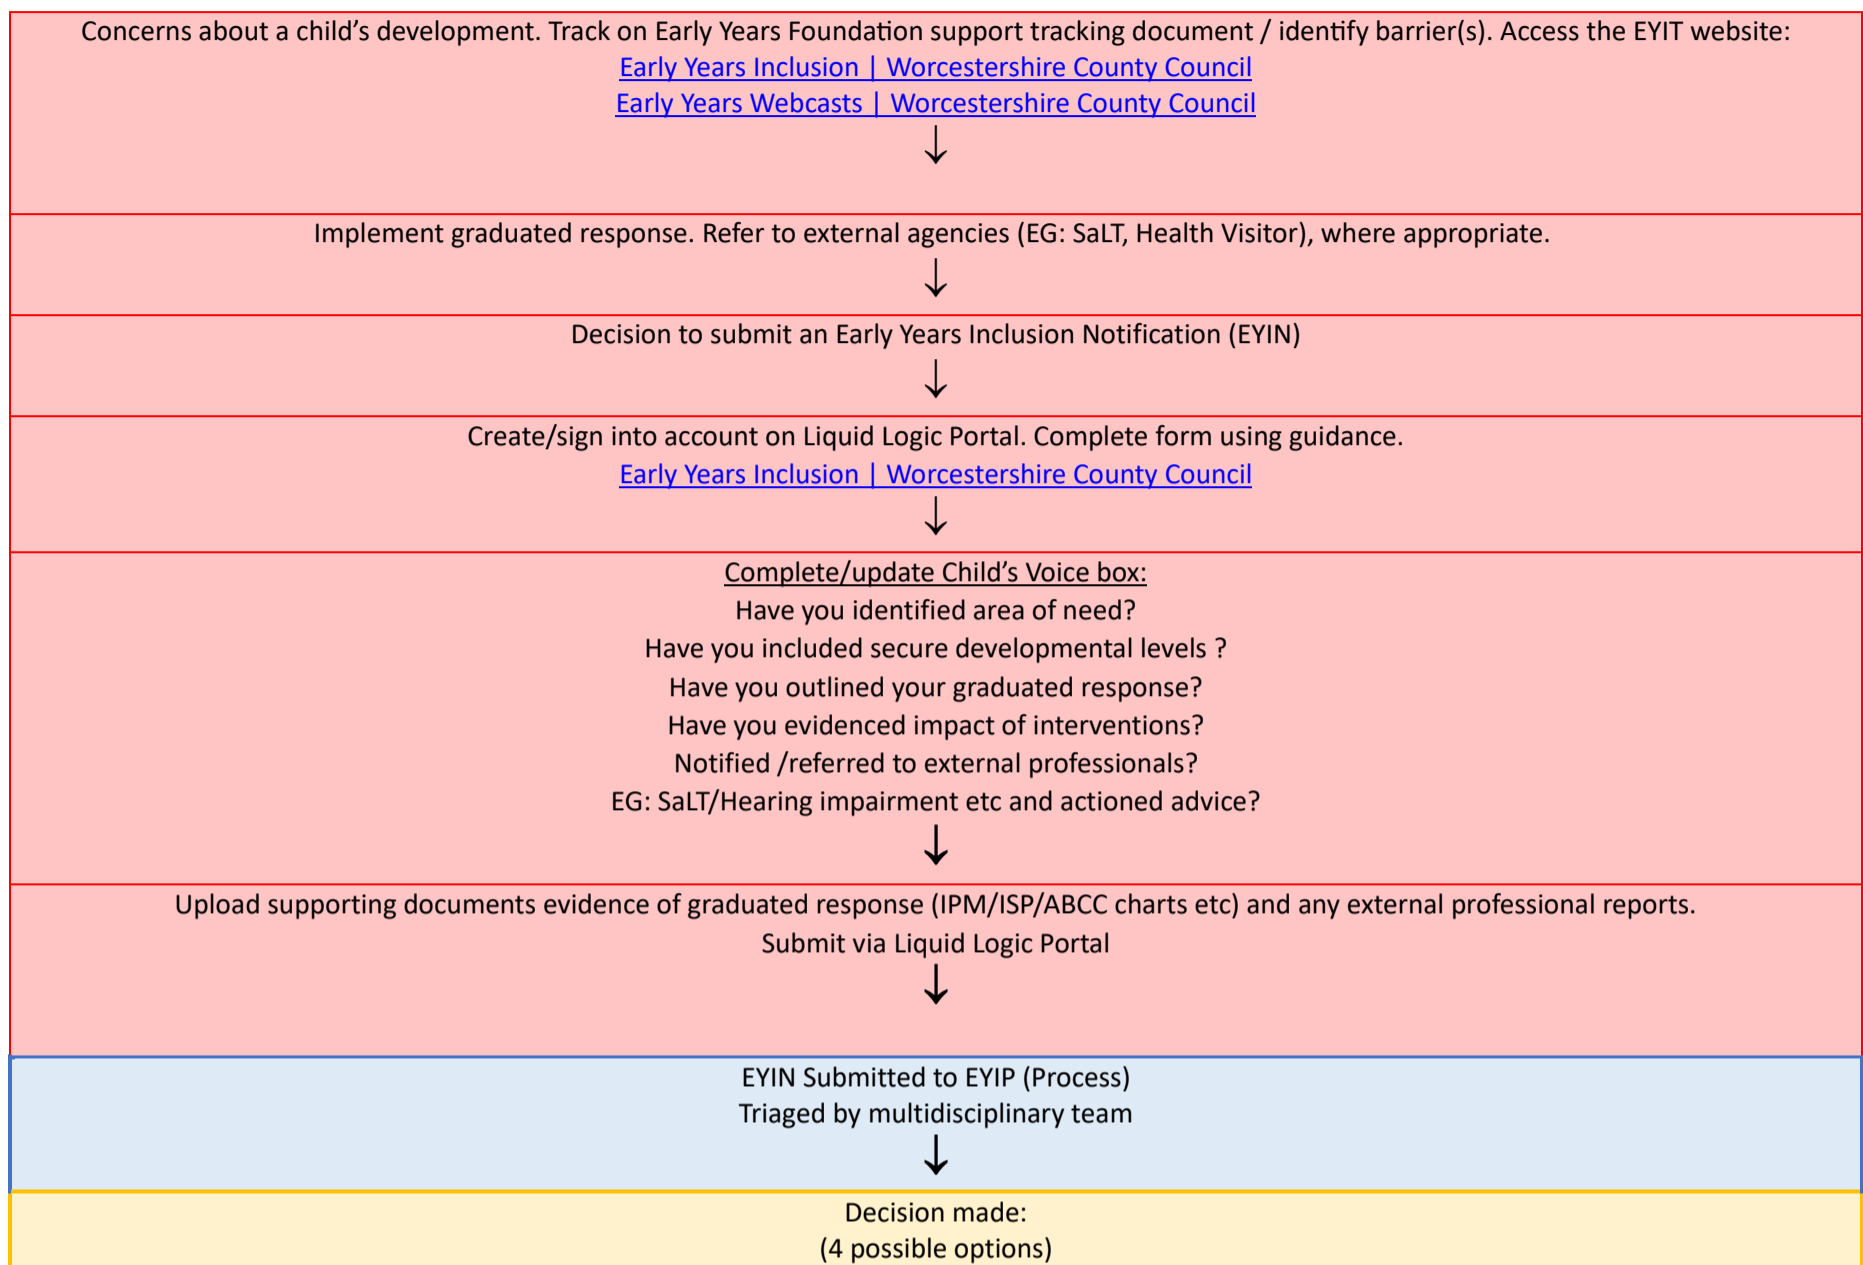 Concerns about a child’s development. Track on Early Years Foundation support tracking document / identify barrier(s). Access the EYIT website:
Early Years Inclusion | Worcestershire County Council
Early Years Webcasts | Worcestershire County Council
↓
Implement graduated response. Refer to external agencies (EG: SaLT, Health Visitor), where appropriate.
↓
Decision to submit an Early Years Inclusion Notification (EYIN)
↓
Create/sign into account on Liquid Logic Portal. Complete form using guidance.
Early Years Inclusion | Worcestershire County Council
↓
Complete/update Child’s Voice box:
Have you identified area of need?
Have you included secure developmental levels ?
Have you outlined your graduated response?
Have you evidenced impact of interventions?
Notified /referred to external professionals?
EG: SaLT/Hearing impairment etc and actioned advice?
↓
Upload supporting documents evidence of graduated response (IPM/ISP/ABCC charts etc) and any external professional reports.
Submit via Liquid Logic Portal
↓
EYIN Submitted to EYIP (Process)
Triaged by multidisciplinary team
↓
Decision made:
(4 possible options)